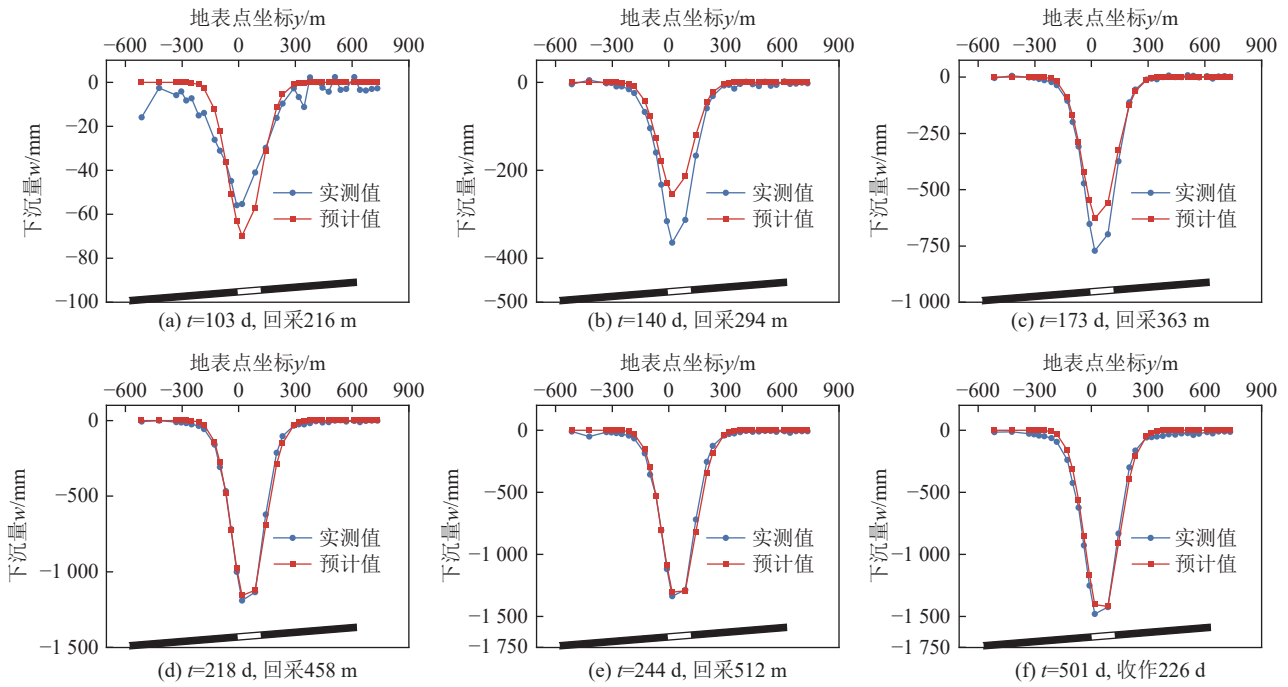 地表点坐标y/m
−600 −300 0 300 600 900
0
−20
−40
−60
−80
−100
下沉量w/mm
实测值
预计值
(a) t=103 d, 回采216 m
地表点坐标y/m
−600 −300 0 300 600 900
0
−200
−400
−500
下沉量w/mm
实测值
预计值
(b) t=140 d, 回采294 m
地表点坐标y/m
−600 −300 0 300 600 900
0
−250
−500
−750
−1 000
下沉量w/mm
实测值
预计值
(c) t=173 d, 回采363 m
地表点坐标y/m
−600 −300 0 300 600 900
0
−500
−1 000
−1 500
下沉量w/mm
实测值
预计值
(d) t=218 d, 回采458 m
地表点坐标y/m
−600 −300 0 300 600 900
0
−500
−1 000
−1 500
−1 750
下沉量w/mm
实测值
预计值
(e) t=244 d, 回采512 m
地表点坐标y/m
−600 −300 0 300 600 900
0
−500
−1 000
−1 500
−1 750
下沉量w/mm
实测值
预计值
(f) t=501 d, 收作226 d